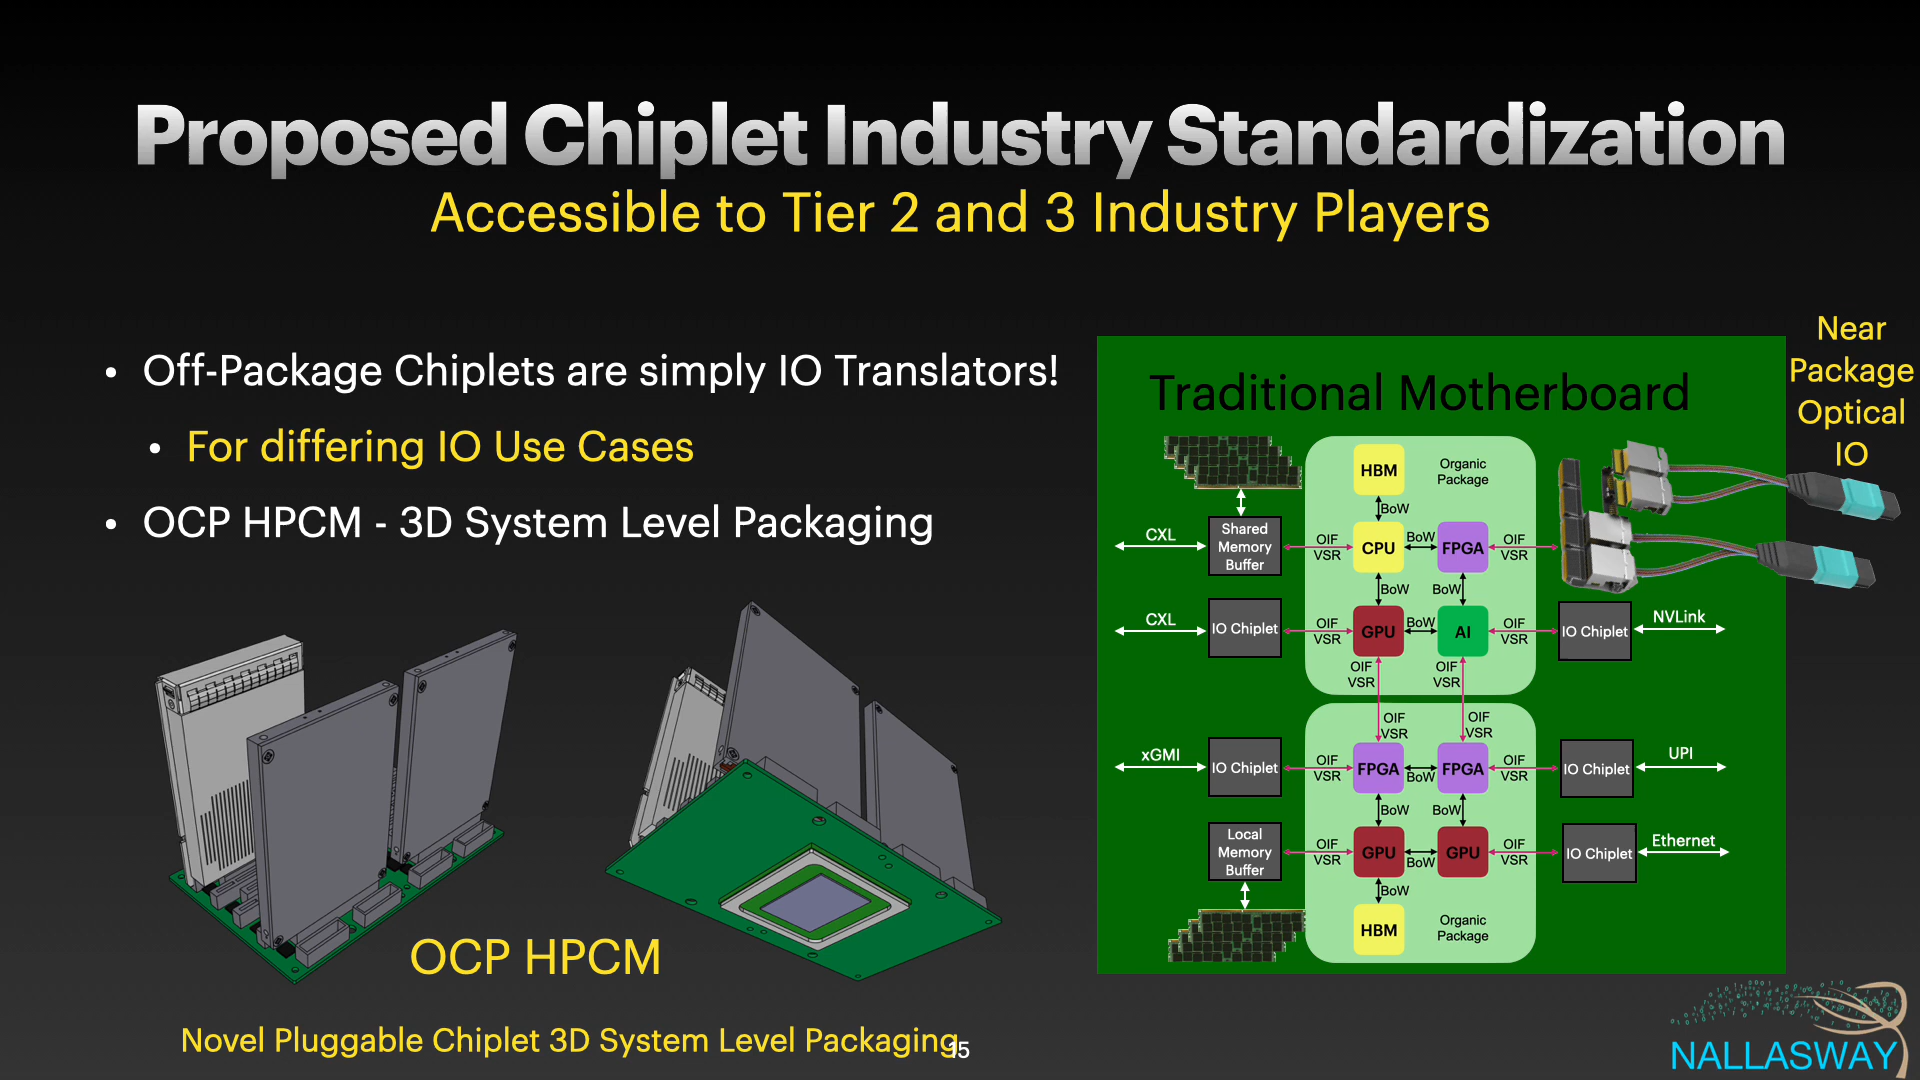 Proposed Chiplet Industry Standardization
Accessible to Tier 2 and 3 Industry Players
• Off-Package Chiplets are simply IO Translators!
• For differing IO Use Cases
• OCP HPCM - 3D System Level Packaging
OCP HPCM
Novel Pluggable Chiplet 3D System Level Packaging
15
Near
Package
Optical
IO
Traditional Motherboard
HBM
Organic
Package
BoW
CXL
Shared
Memory
Buffer
OIF
VSR
CPU
BoW
FPGA
OIF
VSR
BoW
BoW
CXL
IO Chiplet
OIF
VSR
GPU
BoW
AI
OIF
VSR
IO Chiplet
NVLink
OIF
VSR
OIF
VSR
OIF
VSR
OIF
VSR
xGMI
IO Chiplet
OIF
VSR
FPGA
BoW
FPGA
OIF
VSR
IO Chiplet
UPI
BoW
BoW
Local
Memory
Buffer
OIF
VSR
GPU
BoW
GPU
OIF
VSR
IO Chiplet
Ethernet
BoW
HBM
Organic
Package
NALLASWAY